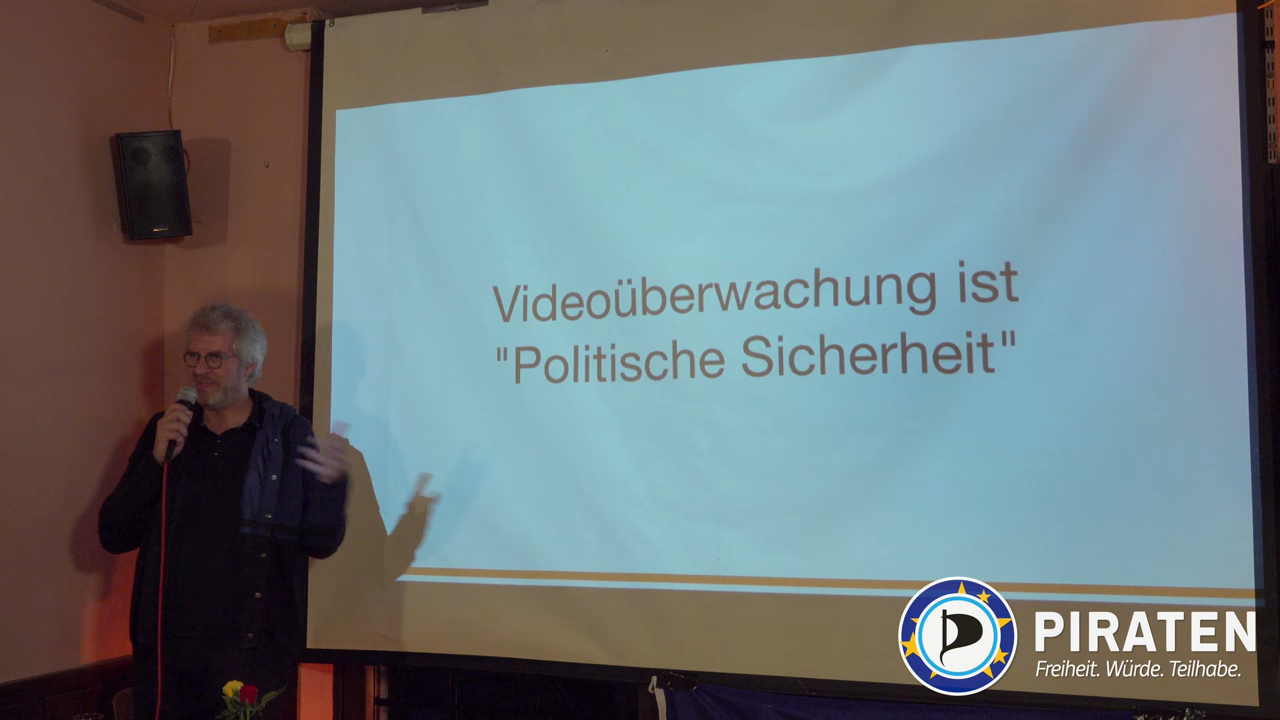 Videoüberwachung ist
"Politische Sicherheit"
PIRATEN
Freiheit. Würde. Teilhabe.